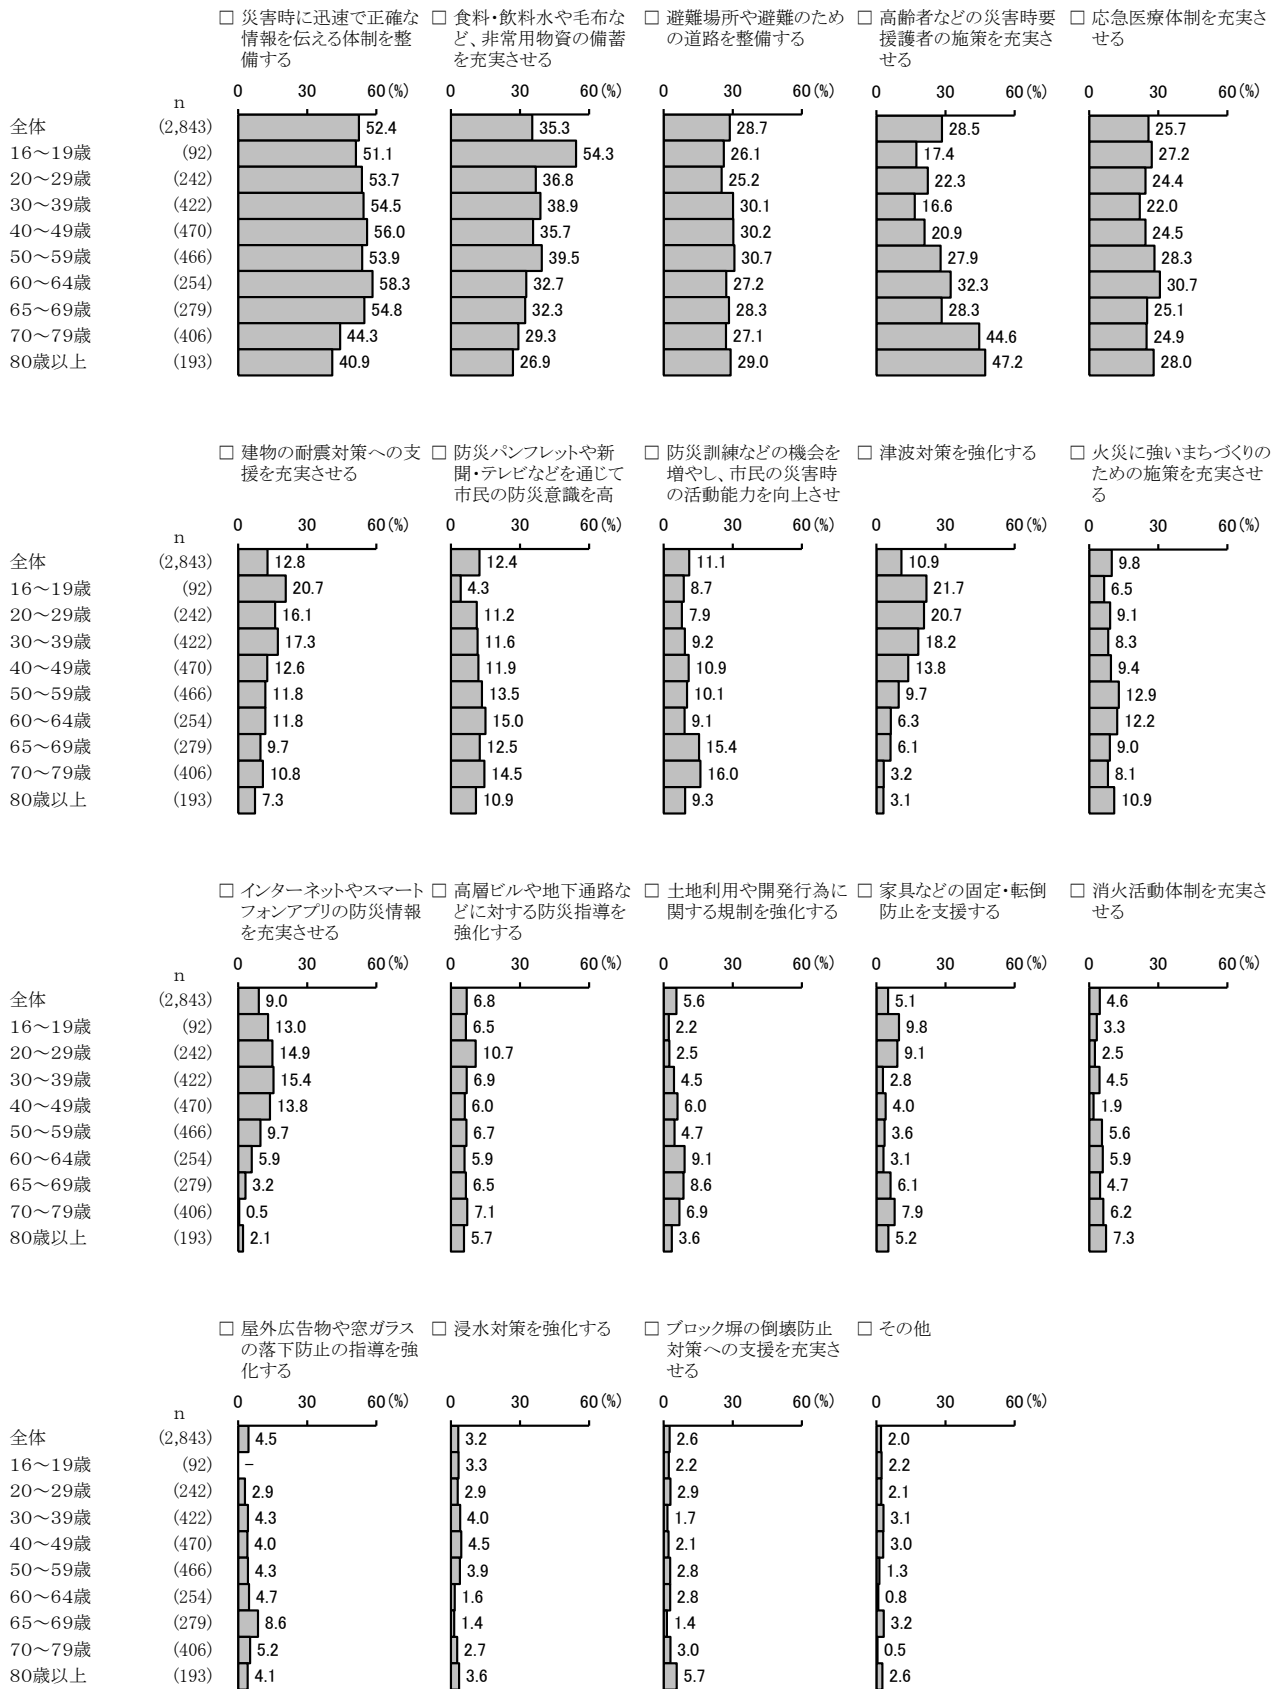 □ 災害時に迅速で正確な
情報を伝える体制を整
備する
□ 食料・飲料水や毛布な
ど、非常用物資の備蓄
を充実させる
□ 避難場所や避難のため
の道路を整備する
□ 高齢者などの災害時要
援護者の施策を充実さ
せる
□ 応急医療体制を充実さ
せる
0 30 60(%) 0 30 60(%) 0 30 60(%) 0 30 60(%) 0 30 60(%)
n
全体 (2,843) 52.4 35.3 28.7 28.5 25.7
16～19歳 (92) 51.1 54.3 26.1 17.4 27.2
20～29歳 (242) 53.7 36.8 25.2 22.3 24.4
30～39歳 (422) 54.5 38.9 30.1 16.6 22.0
40～49歳 (470) 56.0 35.7 30.2 20.9 24.5
50～59歳 (466) 53.9 39.5 30.7 27.9 28.3
60～64歳 (254) 58.3 32.7 27.2 32.3 30.7
65～69歳 (279) 54.8 32.3 28.3 28.3 25.1
70～79歳 (406) 44.3 29.3 27.1 44.6 24.9
80歳以上 (193) 40.9 26.9 29.0 47.2 28.0
□ 建物の耐震対策への支
援を充実させる
□ 防災パンフレットや新
聞・テレビなどを通じて
市民の防災意識を高
□ 防災訓練などの機会を
増やし、市民の災害時
の活動能力を向上させ
□ 津波対策を強化する
□ 火災に強いまちづくりの
ための施策を充実させ
る
0 30 60(%) 0 30 60(%) 0 30 60(%) 0 30 60(%) 0 30 60(%)
n
全体 (2,843) 12.8 12.4 11.1 10.9 9.8
16～19歳 (92) 20.7 4.3 8.7 21.7 6.5
20～29歳 (242) 16.1 11.2 7.9 20.7 9.1
30～39歳 (422) 17.3 11.6 9.2 18.2 8.3
40～49歳 (470) 12.6 11.9 10.9 13.8 9.4
50～59歳 (466) 11.8 13.5 10.1 9.7 12.9
60～64歳 (254) 11.8 15.0 9.1 6.3 12.2
65～69歳 (279) 9.7 12.5 15.4 6.1 9.0
70～79歳 (406) 10.8 14.5 16.0 3.2 8.1
80歳以上 (193) 7.3 10.9 9.3 3.1 10.9
□ インターネットやスマート
フォンアプリの防災情報
を充実させる
□ 高層ビルや地下通路な
どに対する防災指導を
強化する
□ 土地利用や開発行為に
関する規制を強化する
□ 家具などの固定・転倒
防止を支援する
□ 消火活動体制を充実さ
せる
0 30 60(%) 0 30 60(%) 0 30 60(%) 0 30 60(%) 0 30 60(%)
n
全体 (2,843) 9.0 6.8 5.6 5.1 4.6
16～19歳 (92) 13.0 6.5 2.2 9.8 3.3
20～29歳 (242) 14.9 10.7 2.5 9.1 2.5
30～39歳 (422) 15.4 6.9 4.5 2.8 4.5
40～49歳 (470) 13.8 6.0 6.0 4.0 1.9
50～59歳 (466) 9.7 6.7 4.7 3.6 5.6
60～64歳 (254) 5.9 5.9 9.1 3.1 5.9
65～69歳 (279) 3.2 6.5 8.6 6.1 4.7
70～79歳 (406) 0.5 7.1 6.9 7.9 6.2
80歳以上 (193) 2.1 5.7 3.6 5.2 7.3
□ 屋外広告物や窓ガラス
の落下防止の指導を強
化する
□ 浸水対策を強化する
□ ブロック塀の倒壊防止
対策への支援を充実さ
せる
□ その他
0 30 60(%) 0 30 60(%) 0 30 60(%) 0 30 60(%)
n
全体 (2,843) 4.5 3.2 2.6 2.0
16～19歳 (92) － 3.3 2.2 2.2
20～29歳 (242) 2.9 2.9 2.9 2.1
30～39歳 (422) 4.3 4.0 1.7 3.1
40～49歳 (470) 4.0 4.5 2.1 3.0
50～59歳 (466) 4.3 3.9 2.8 1.3
60～64歳 (254) 4.7 1.6 2.8 0.8
65～69歳 (279) 8.6 1.4 1.4 3.2
70～79歳 (406) 5.2 2.7 3.0 0.5
80歳以上 (193) 4.1 3.6 5.7 2.6